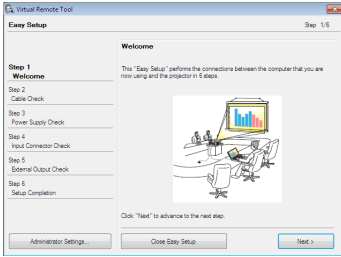 Virtual Remote Tool
Easy Setup
Step 1/6
Welcome
Step 1
Welcome
This "Easy Setup" performs the connections between the computer that you are
now using and the projector in 6 steps.
Step 2
Cable Check
Step 3
Power Supply Check
Step 4
Input Connector Check
Step 5
External Output Check
Step 6
Setup Completion
Click "Next" to advance to the next step.
Administrator Settings...
Close Easy Setup
Next >